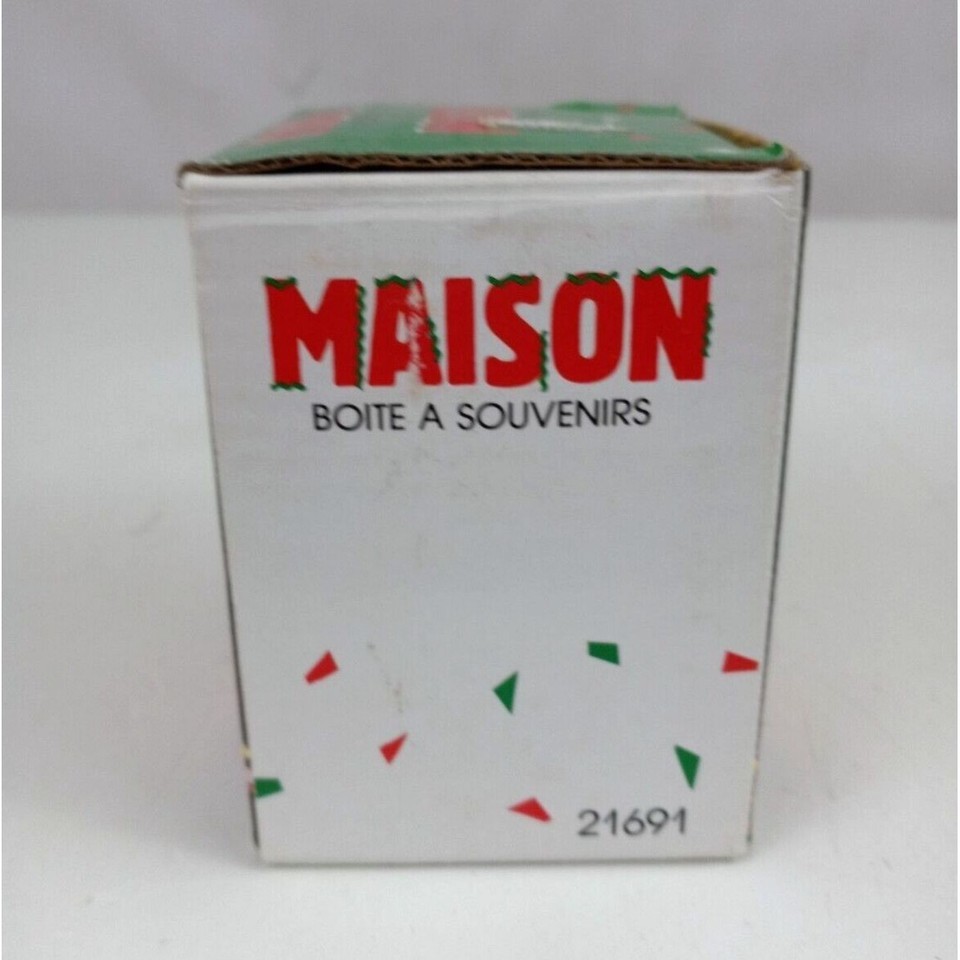 MAISON
BOITE A SOUVENIRS
21691